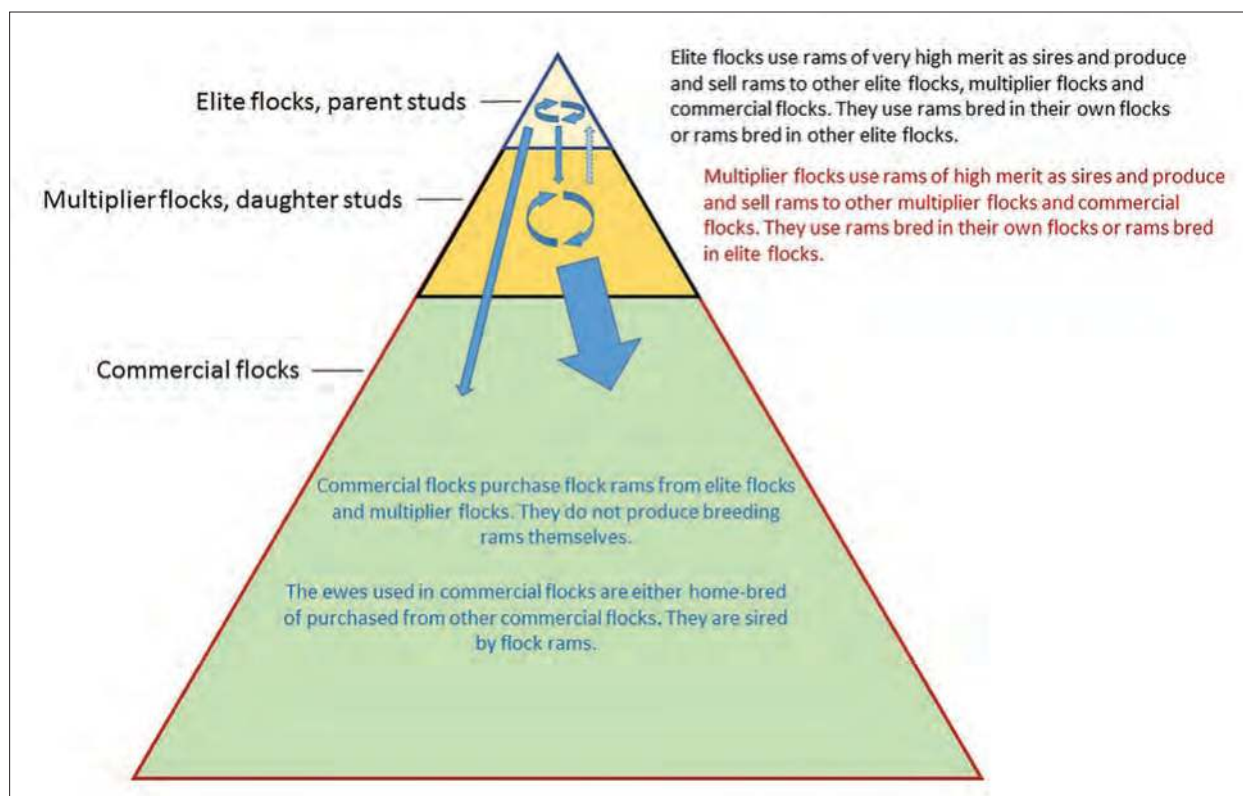 Elite flocks, parent studs
Multiplier flocks, daughter studs
Commercial flocks
Elite flocks use rams of very high merit as sires and produce
and sell rams to other elite flocks, multiplier flocks and
commercial flocks. They use rams bred in their own flocks
or rams bred in other elite flocks.
Multiplier flocks use rams of high merit as sires and produce
and sell rams to other multiplier flocks and commercial
flocks. They use rams bred in their own flocks or rams bred
in elite flocks.
Commercial flocks purchase flock rams from elite flocks
and multiplier flocks. They do not produce breeding
rams themselves.
The ewes used in commercial flocks are either home-bred
of purchased from other commercial flocks. They are sired
by flock rams.